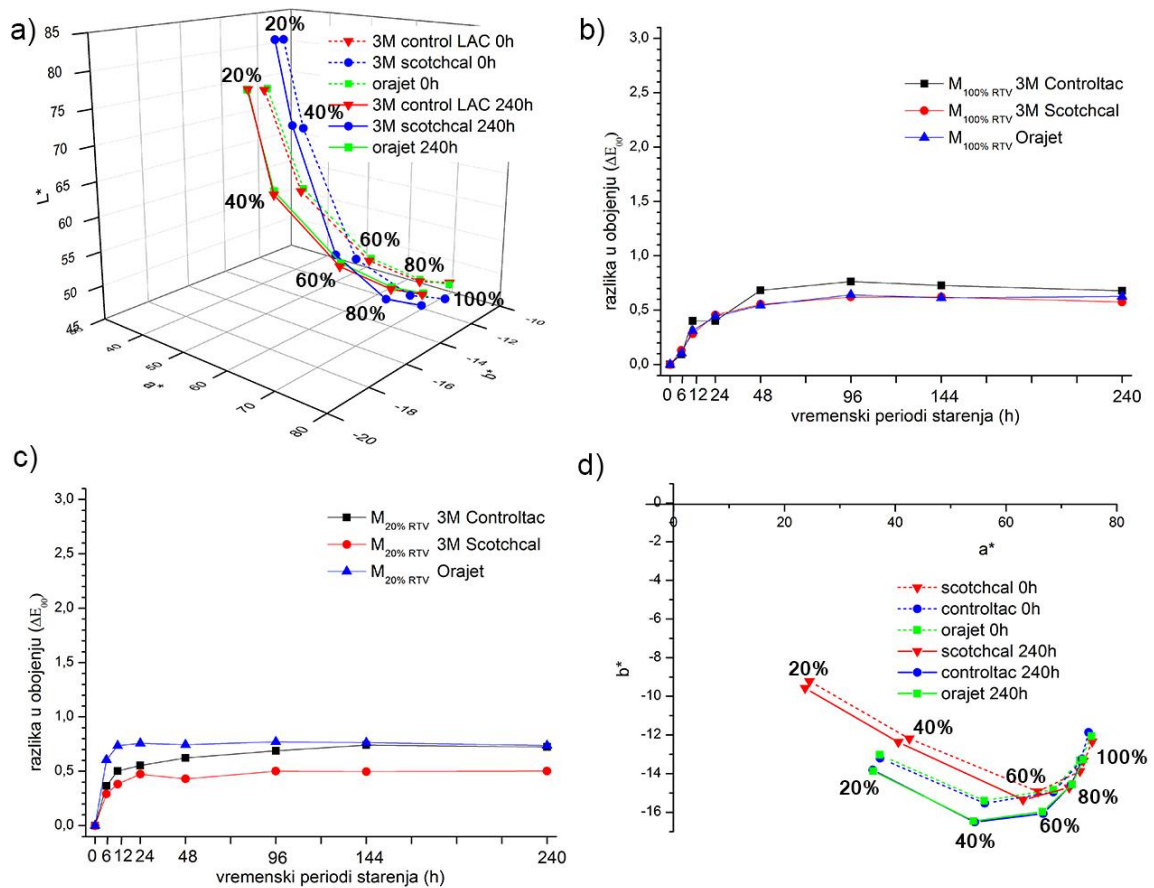 a)
85
80
75
70
65
60
55
50
45
L*
45
40
50
60
70
80
a*
-20
-18
-16
-14
-12
-10
b*
20%
20%
40%
40%
60%
60%
80%
80%
100%
3M control LAC 0h
3M scotchcal 0h
orajet 0h
3M control LAC 240h
3M scotchcal 240h
orajet 240h
b)
3,0
2,5
2,0
1,5
1,0
0,5
0,0
razlika u obojenju (ΔE00)
M100% RTV 3M Controltac
M100% RTV 3M Scotchcal
M100% RTV Orajet
0 6 12 24 48 96 144 240
vremenski periodi starenja (h)
c)
3,0
2,5
2,0
1,5
1,0
0,5
0,0
razlika u obojenju (ΔE00)
M20% RTV 3M Controltac
M20% RTV 3M Scotchcal
M20% RTV Orajet
0 6 12 24 48 96 144 240
vremenski periodi starenja (h)
d)
0
-2
-4
-6
-8
-10
-12
-14
-16
b*
0 20 40 60 80
a*
scotchcal 0h
controltac 0h
orajet 0h
scotchcal 240h
controltac 240h
orajet 240h
20%
40%
60%
100%
80%
20%
60%
40%